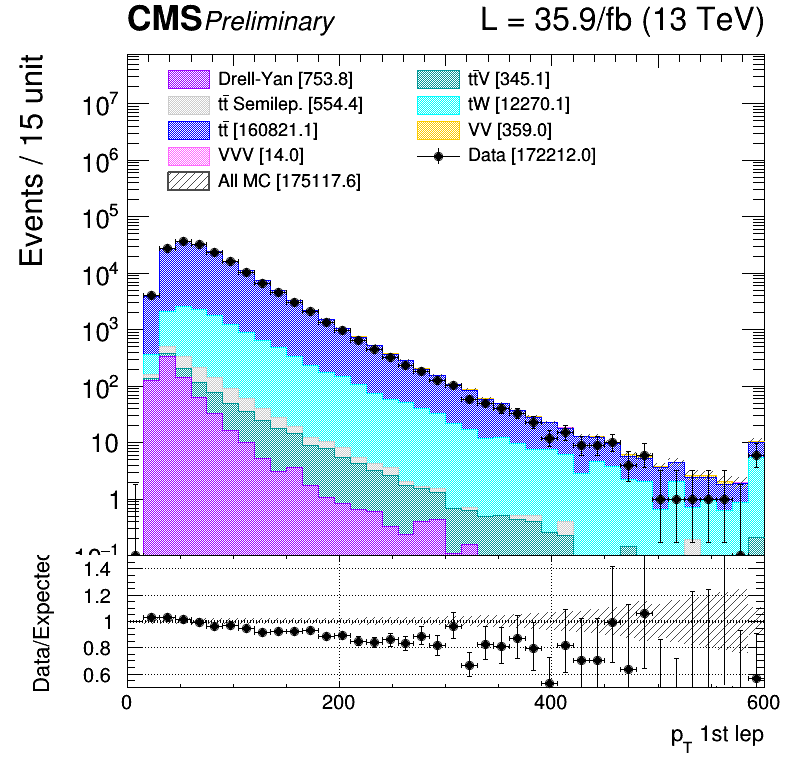 CMS Preliminary L = 35.9/fb (13 TeV)
Events / 15 unit
Drell-Yan [753.8]
tt̄ Semilep. [554.4]
tt̄ [160821.1]
VVV [14.0]
All MC [175117.6]
tt̄V [345.1]
tW [12270.1]
VV [359.0]
Data [172212.0]
10⁷
10⁶
10⁵
10⁴
10³
10²
10
1
10⁻¹
Data/Expected
1.4
1.2
1
0.8
0.6
0 200 400 600
p_T 1st lep